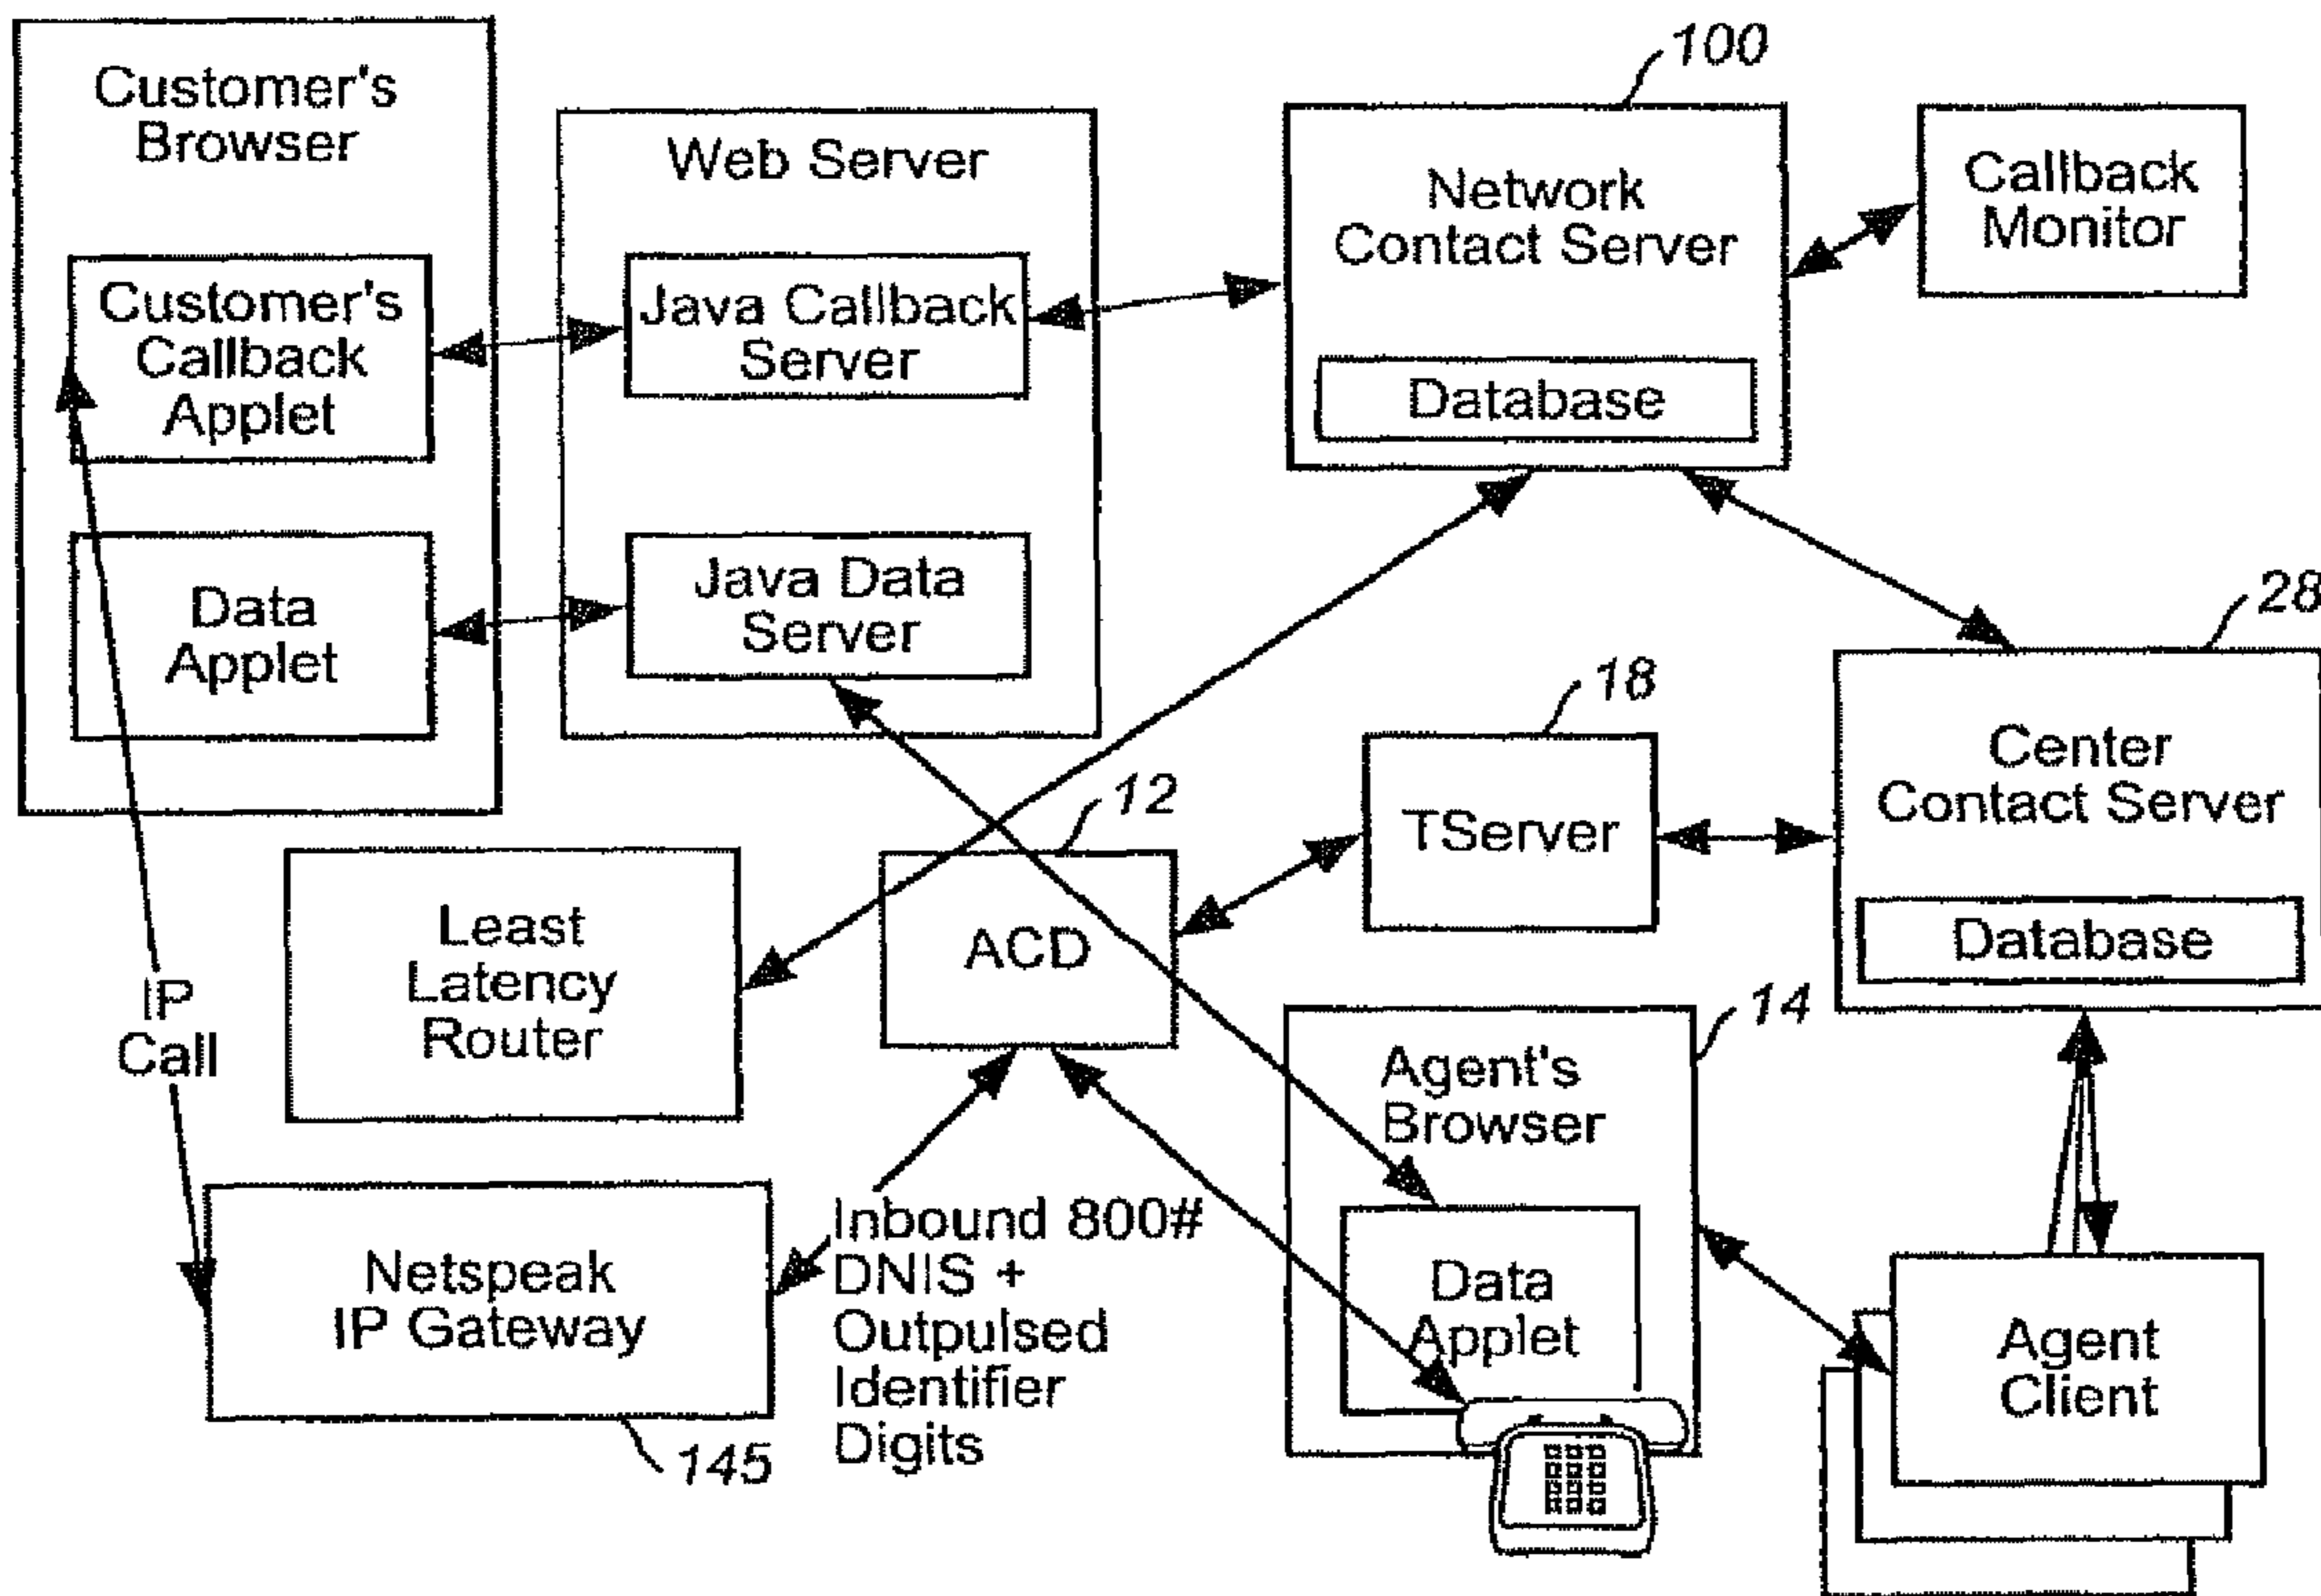 100
Customer's
Browser
Web Server
Network
Contact Server
Callback
Monitor
Customer's
Callback
Applet
Java Callback
Server
Database
Data
Applet
Java Data
Server
28
18
Center
Contact Server
12
TServer
Least
Latency
Router
ACD
Database
IP
Call
14
Agent's
Browser
Inbound 800#
DNIS +
Outpulsed
Identifier
Digits
Netspeak
IP Gateway
Data
Applet
Agent
Client
145